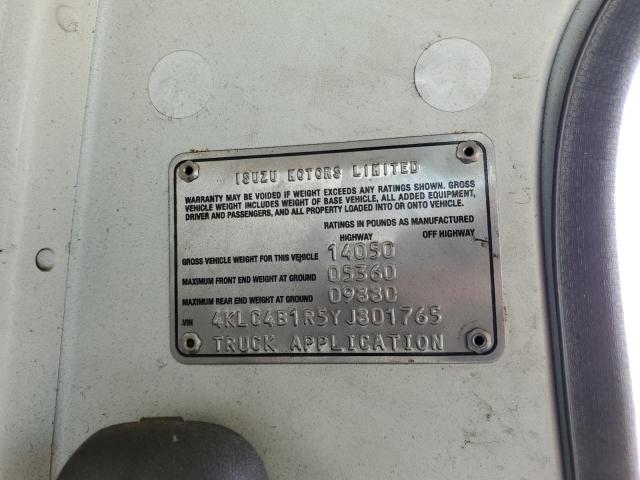 ISUZU MOTORS LIMITED
WARRANTY MAY BE VOIDED IF WEIGHT EXCEEDS ANY RATINGS SHOWN. GROSS
VEHICLE WEIGHT INCLUDES WEIGHT OF BASE VEHICLE, ALL ADDED EQUIPMENT,
DRIVER AND PASSENGERS, AND ALL PROPERTY LOADED INTO OR ONTO VEHICLE.
RATINGS IN POUNDS AS MANUFACTURED
HIGHWAY OFF HIGHWAY
GROSS VEHICLE WEIGHT FOR THIS VEHICLE 14050
MAXIMUM FRONT END WEIGHT AT GROUND 05360
MAXIMUM REAR END WEIGHT AT GROUND 09880
VIN 4KLC4B1R5YJ801765
TRUCK APPLICATION